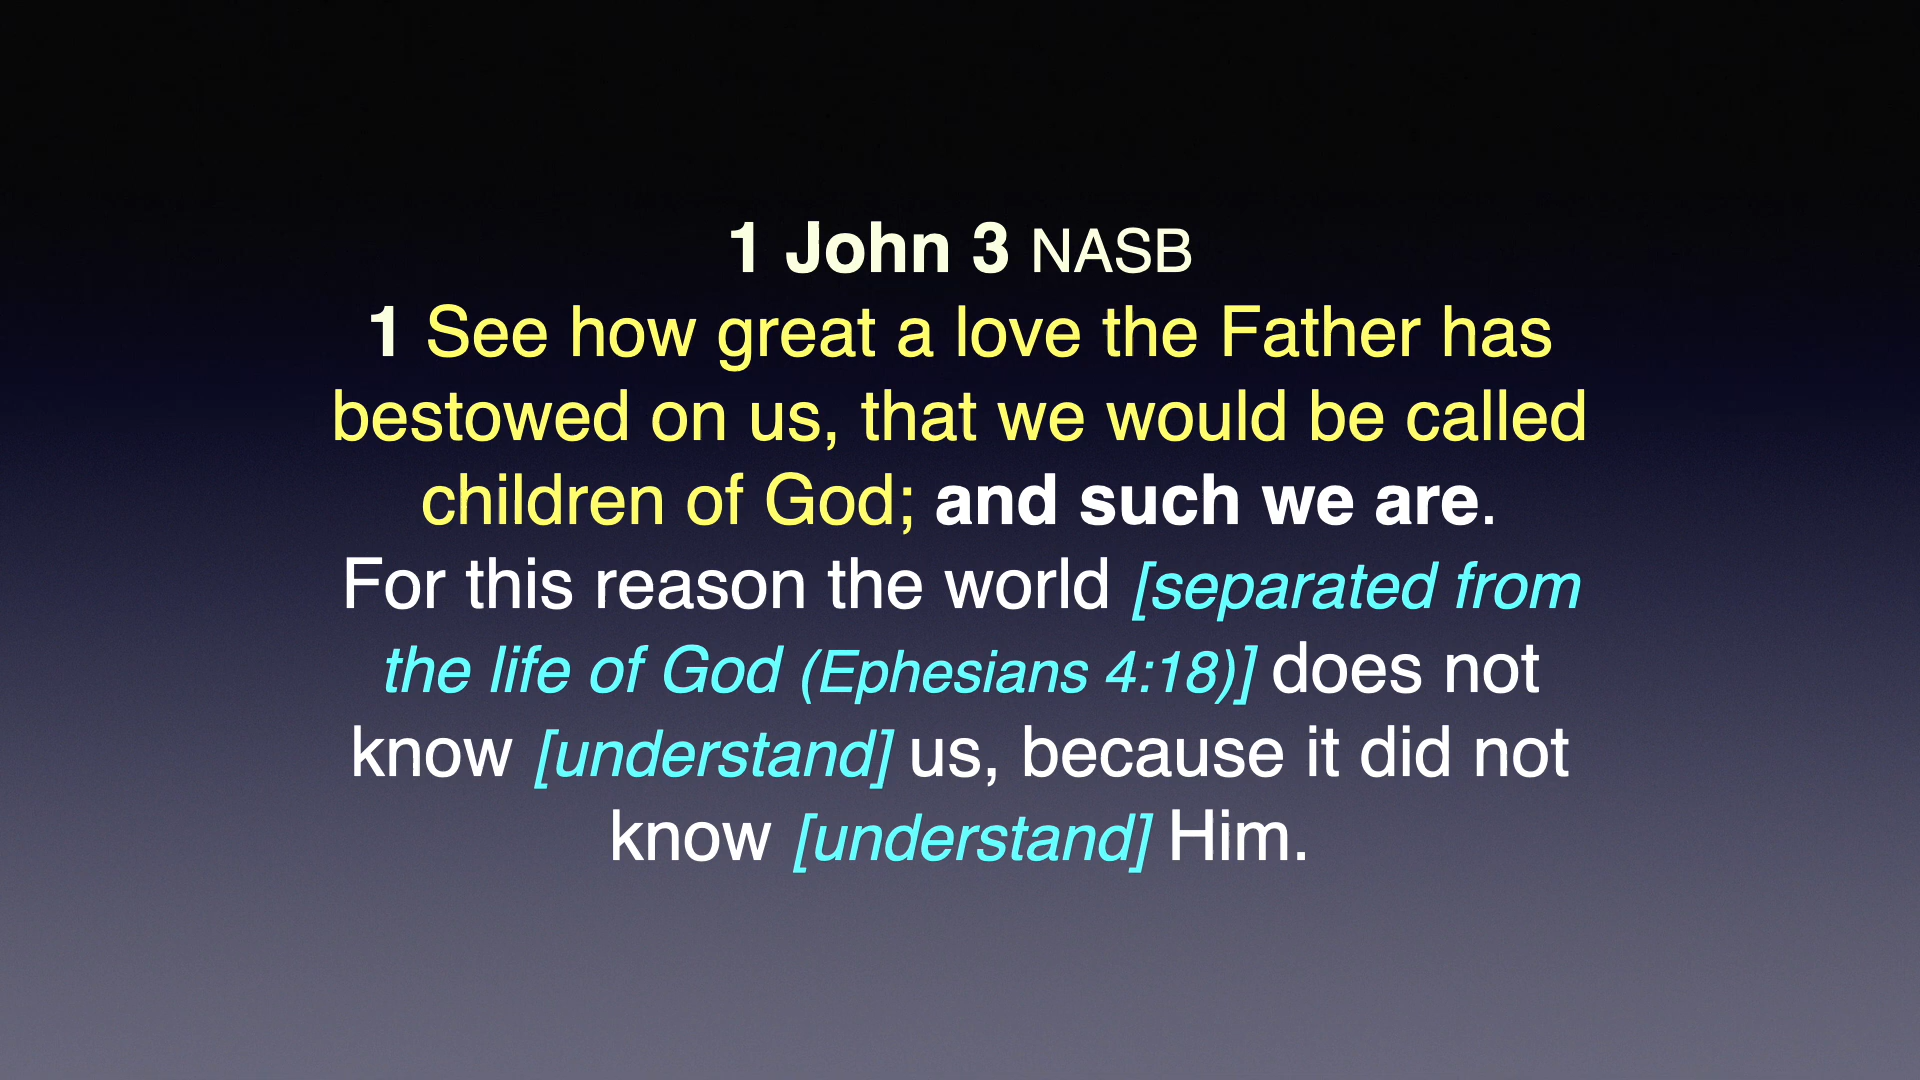 1 John 3 NASB
1 See how great a love the Father has
bestowed on us, that we would be called
children of God; and such we are.
For this reason the world [separated from
the life of God (Ephesians 4:18)] does not
know [understand] us, because it did not
know [understand] Him.